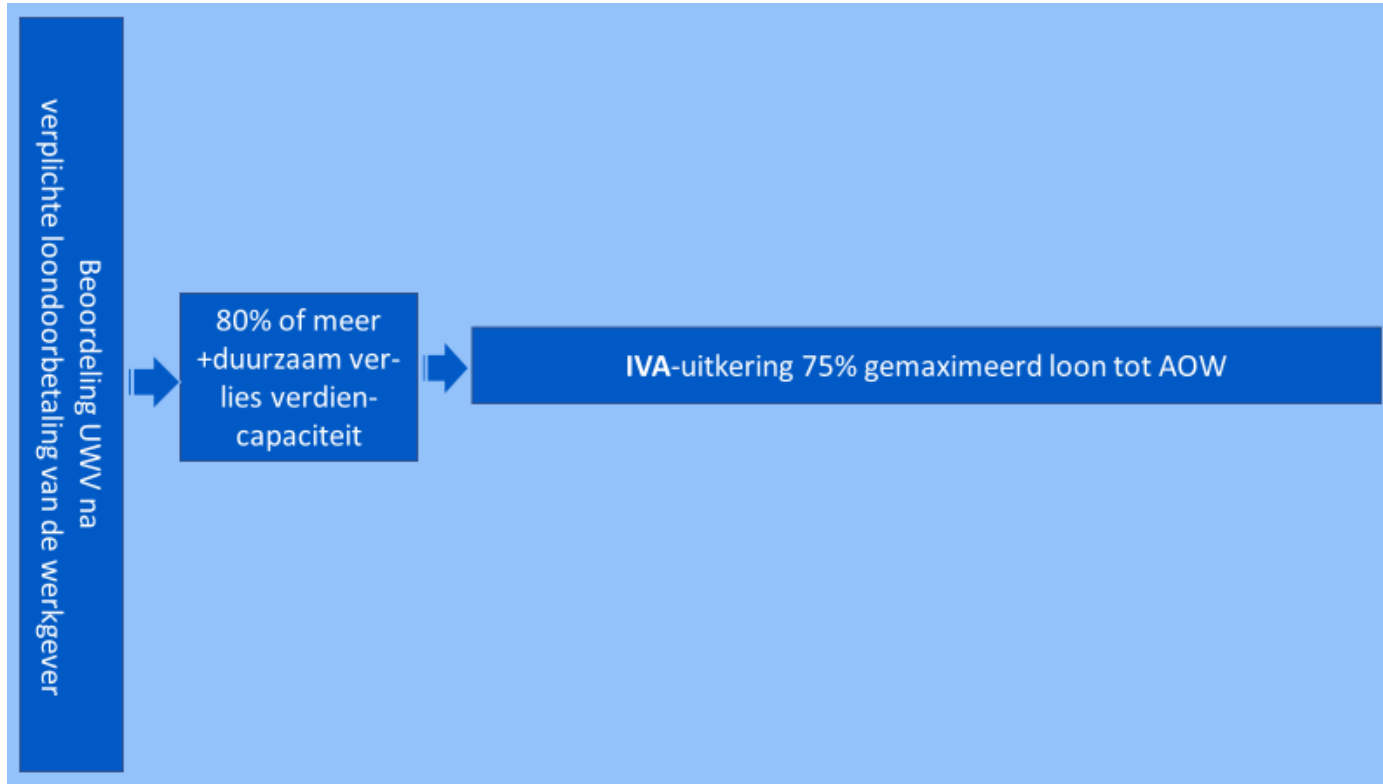 Beoordeling UWV na
verplichte loondoorbetaling van de werkgever
80% of meer
+duurzaam ver-
lies verdien-
capaciteit
IVA-uitkering 75% gemaximeerd loon tot AOW